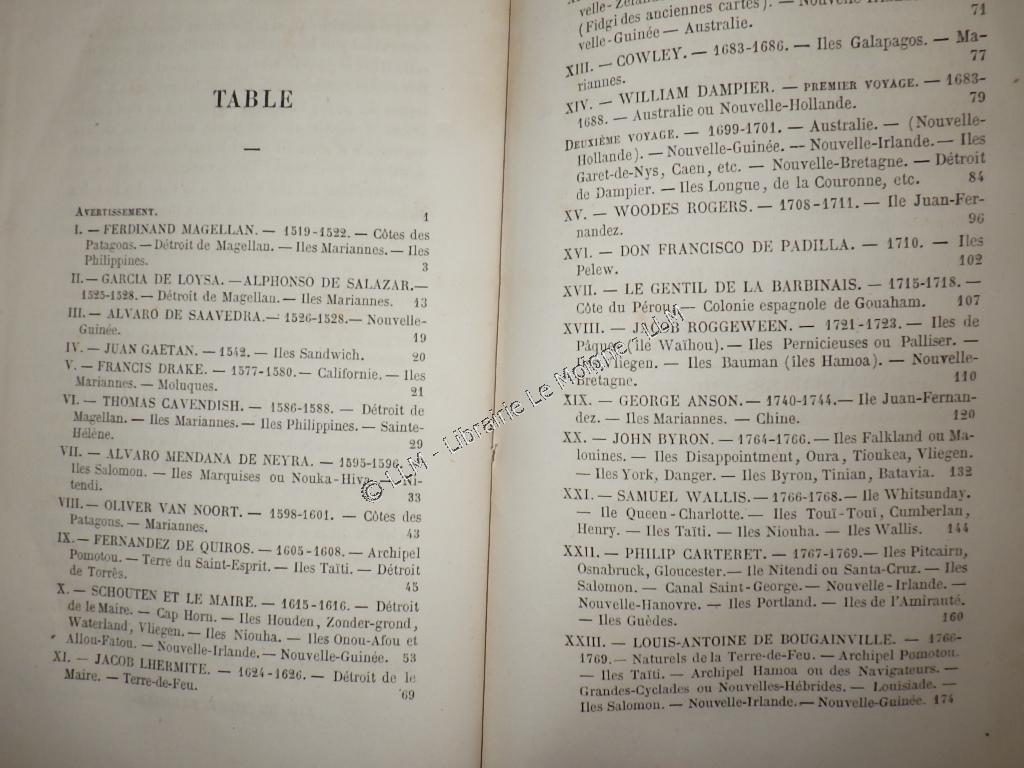 TABLE
AVERTISSEMENT. 1
I. — FERDINAND MAGELLAN. — 1519-1522. — Côtes des
Patagons. — Détroit de Magellan. — Iles Mariannes. — Iles
Philippines. 3
II. — GARCIA DE LOYSA. — ALPHONSO DE SALAZAR. —
1525-1528. — Détroit de Magellan. — Iles Mariannes. 13
III. — ALVARO DE SAAVEDRA. — 1526-1528. — Nouvelle-
Guinée. 19
IV. — JUAN GAETAN. — 1542. — Iles Sandwich. 20
V. — FRANCIS DRAKE. — 1577-1580. — Californie. — Iles
Mariannes. — Moluques. 21
VI. — THOMAS CAVENDISH. — 1586-1588. — Détroit de
Magellan. — Iles Mariannes. — Iles Philippines. — Sainte-
Hélène. 29
VII. — ALVARO MENDANA DE NEYRA. — 1595-1596.
Iles Salomon. — Iles Marquises ou Nouka-Hiva
tendi. 33
VIII. — OLIVER VAN NOORT. — 1598-1601. — Côtes des
Patagons. — Mariannes. 43
IX. — FERNANDEZ DE QUIROS. — 1605-1608. — Archipel
Pomotou. — Terre du Saint-Esprit. — Iles Taïti. — Détroit
de Torrès. 45
X. — SCHOUTEN ET LE MAIRE. — 1615-1616. — Détroit
de le Maire. — Cap Horn. — Iles Houden, Zonder-grond,
Waterland, Vliegen. — Iles Niouha. — Iles Onou-Afou et
Allou-Fatou. — Nouvelle-Irlande. — Nouvelle-Guinée. 53
XI. — JACOB LHERMITE. — 1624-1626. — Détroit de le
Maire. — Terre-de-Feu. 69
velle-Zélande
(Fidgi des anciennes cartes). — Nouvelle-Irlande
velle-Guinée — Australie. 71
XIII. — COWLEY. — 1683-1686. — Iles Galapagos. — Ma-
riannes. 77
XIV. — WILLIAM DAMPIER. — PREMIER VOYAGE. — 1683-
1688. — Australie ou Nouvelle-Hollande. 79
DEUXIÈME VOYAGE. — 1699-1701. — Australie. — (Nouvelle-
Hollande). — Nouvelle-Guinée. — Nouvelle-Irlande. — Iles
Garet-de-Nys, Caen, etc. — Nouvelle-Bretagne. — Détroit
de Dampier. — Iles Longue, de la Couronne, etc. 84
XV. — WOODES ROGERS. — 1708-1711. — Ile Juan-Fer-
nandez. 96
XVI. — DON FRANCISCO DE PADILLA. — 1710. — Iles
Pelew. 102
XVII. — LE GENTIL DE LA BARBINAIS. — 1715-1718. —
Côte du Pérou. — Colonie espagnole de Gouaham. 107
XVIII. — JACOB ROGGEWEEN. — 1721-1723. — Iles de
Pâques (île Waïhou). — Iles Pernicieuses ou Palliser. —
Vliegen. — Iles Bauman (îles Hamoa). — Nouvelle-
Bretagne. 110
XIX. — GEORGE ANSON. — 1740-1744. — Ile Juan-Fernan-
dez. — Iles Mariannes. — Chine. 120
XX. — JOHN BYRON. — 1764-1766. — Iles Falkland ou Ma-
louines. — Iles Disappointment, Oura, Tioukea, Vliegen.
— Iles York, Danger. — Iles Byron, Tinian, Batavia. 132
XXI. — SAMUEL WALLIS. — 1766-1768. — Ile Whitsunday.
— Ile Queen-Charlotte. — Iles Touï-Touï, Cumberlan,
Henry. — Iles Taïti. — Iles Niouha. — Iles Wallis. 144
XXII. — PHILIP CARTERET. — 1767-1769. — Iles Pitcairn,
Osnabruck, Gloucester. — Ile Nitendi ou Santa-Cruz. — Iles
Salomon. — Canal Saint-George. — Nouvelle-Irlande. —
Nouvelle-Hanovre. — Iles Portland. — Iles de l'Amirauté.
— Iles Guèdes. 160
XXIII. — LOUIS-ANTOINE DE BOUGAINVILLE. — 1766-
1769. — Naturels de la Terre-de-Feu. — Archipel Pomotou.
— Iles Taïti. — Archipel Hamoa ou des Navigateurs. —
Grandes-Cyclades ou Nouvelles-Hébrides. — Louisiade. —
Iles Salomon. — Nouvelle-Irlande. — Nouvelle-Guinée. 174
© LLM - Librairie Le Moigne, LLM